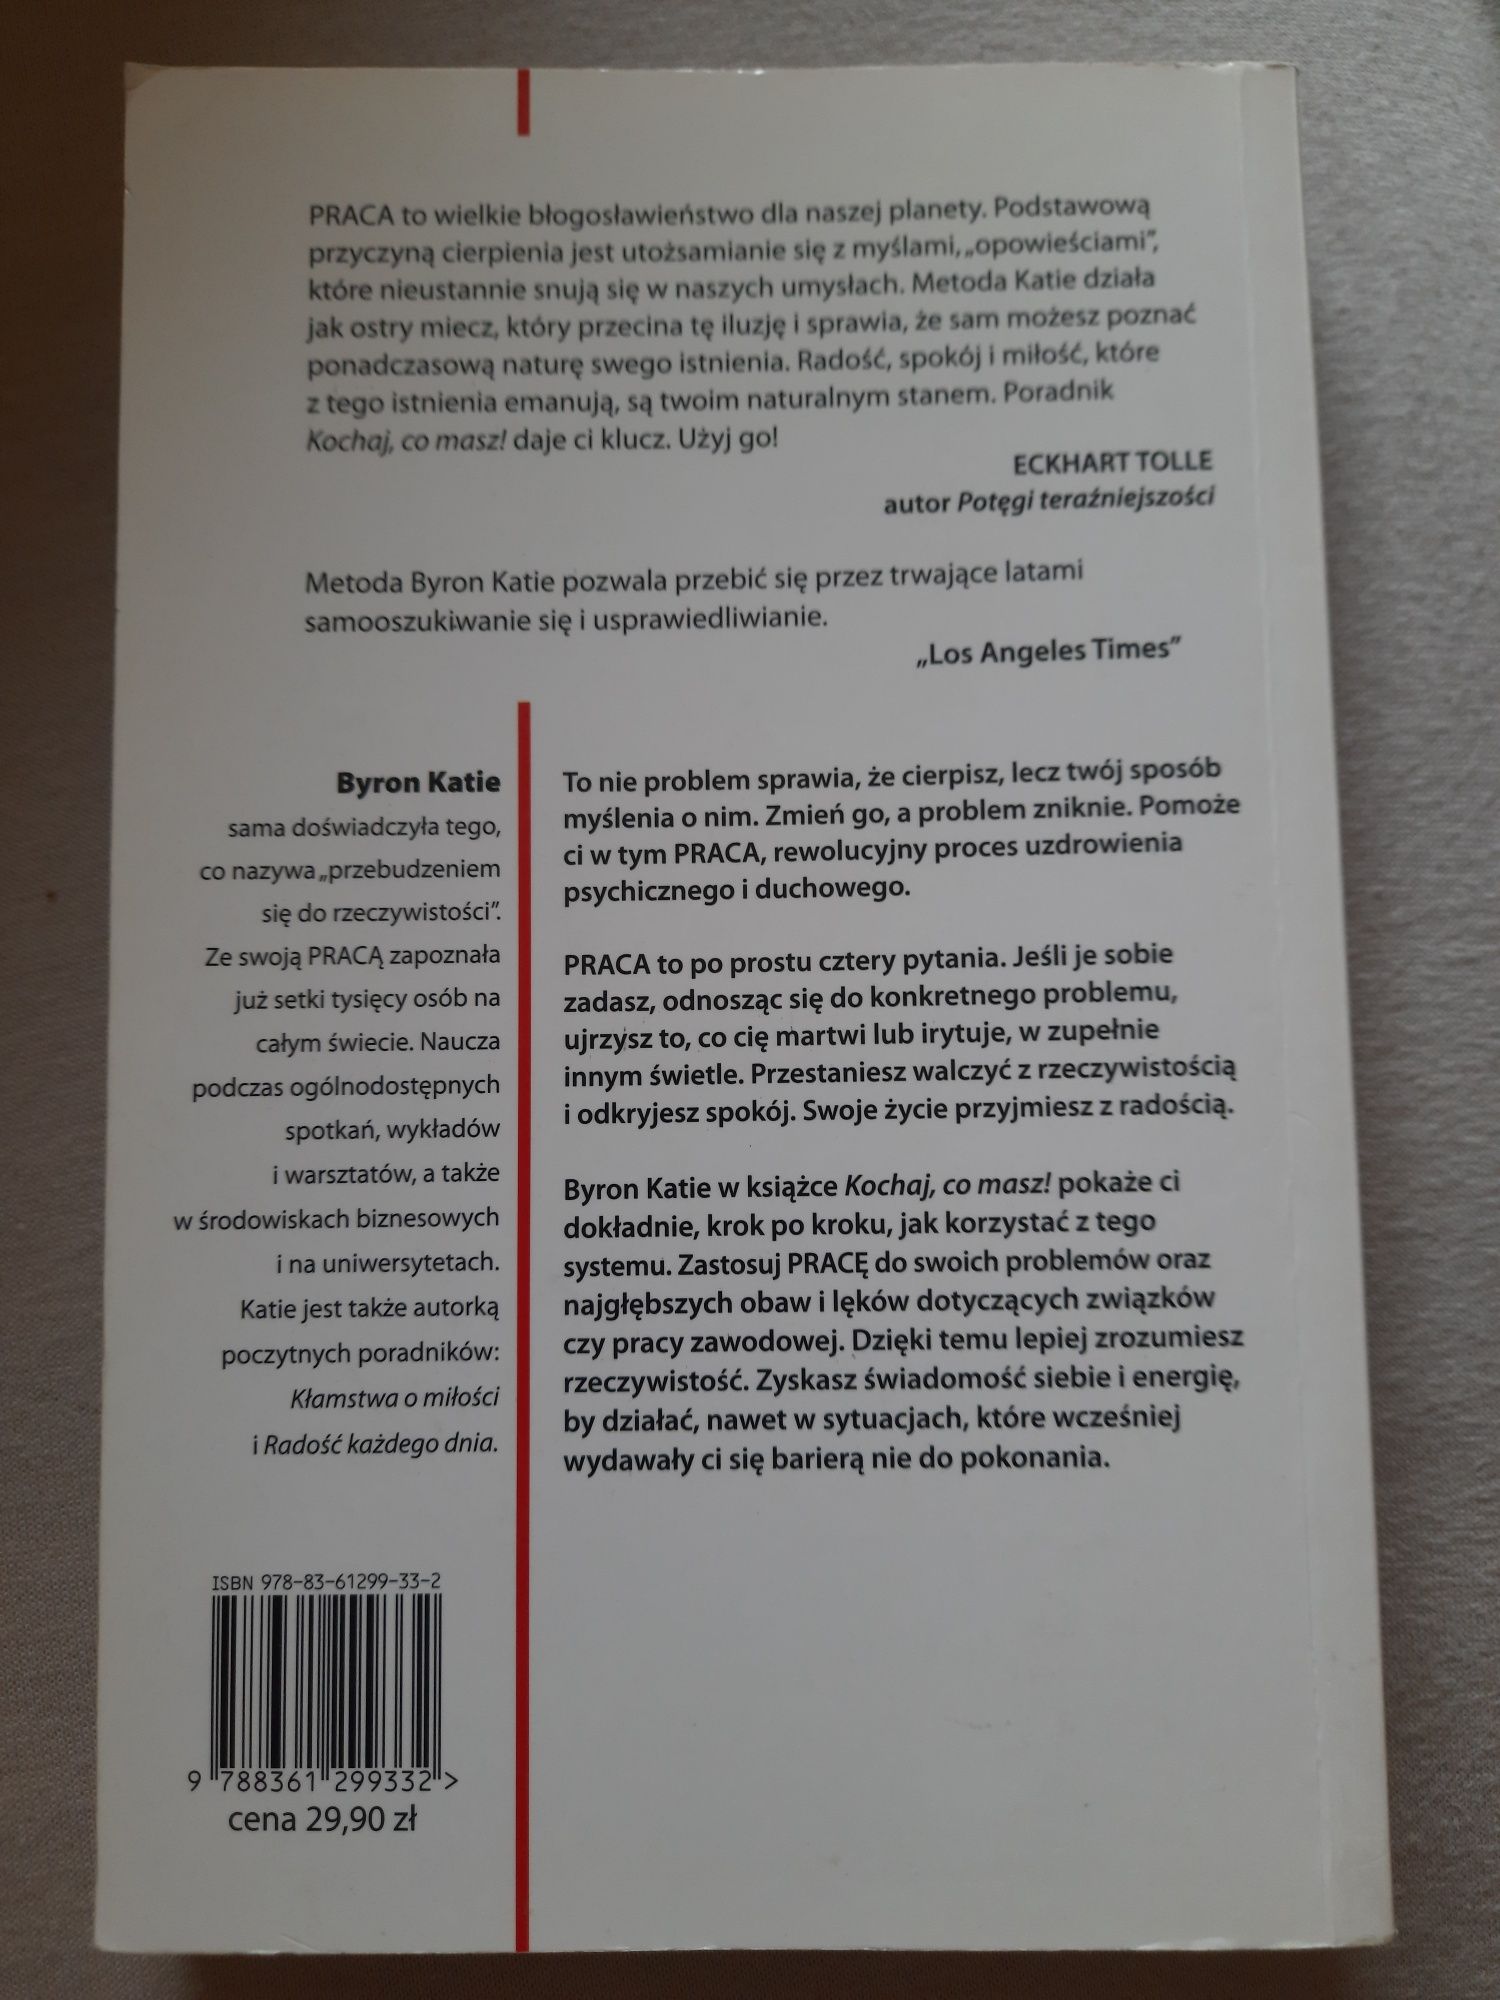 PRACA to wielkie błogosławieństwo dla naszej planety. Podstawową
przyczyną cierpienia jest utożsamianie się z myślami, „opowieściami”,
które nieustannie snują się w naszych umysłach. Metoda Katie działa
jak ostry miecz, który przecina tę iluzję i sprawia, że sam możesz poznać
ponadczasową naturę swego istnienia. Radość, spokój i miłość, które
z tego istnienia emanują, są twoim naturalnym stanem. Poradnik
Kochaj, co masz! daje ci klucz. Użyj go!
ECKHART TOLLE
autor Potęgi teraźniejszości
Metoda Byron Katie pozwala przebić się przez trwające latami
samooszukiwanie się i usprawiedliwianie.
„Los Angeles Times”
Byron Katie
sama doświadczyła tego,
co nazywa „przebudzeniem
się do rzeczywistości”.
Ze swoją PRACĄ zapoznała
już setki tysięcy osób na
całym świecie. Naucza
podczas ogólnodostępnych
spotkań, wykładów
i warsztatów, a także
w środowiskach biznesowych
i na uniwersytetach.
Katie jest także autorką
poczytnych poradników:
Kłamstwa o miłości
i Radość każdego dnia.
To nie problem sprawia, że cierpisz, lecz twój sposób
myślenia o nim. Zmień go, a problem zniknie. Pomoże
ci w tym PRACA, rewolucyjny proces uzdrowienia
psychicznego i duchowego.
PRACA to po prostu cztery pytania. Jeśli je sobie
zadasz, odnosząc się do konkretnego problemu,
ujrzysz to, co cię martwi lub irytuje, w zupełnie
innym świetle. Przestaniesz walczyć z rzeczywistością
i odkryjesz spokój. Swoje życie przyjmiesz z radością.
Byron Katie w książce Kochaj, co masz! pokaże ci
dokładnie, krok po kroku, jak korzystać z tego
systemu. Zastosuj PRACĘ do swoich problemów oraz
najgłębszych obaw i lęków dotyczących związków
czy pracy zawodowej. Dzięki temu lepiej zrozumiesz
rzeczywistość. Zyskasz świadomość siebie i energię,
by działać, nawet w sytuacjach, które wcześniej
wydawały ci się barierą nie do pokonania.
ISBN 978-83-61299-33-2
9 788361 299332 >
cena 29,90 zł